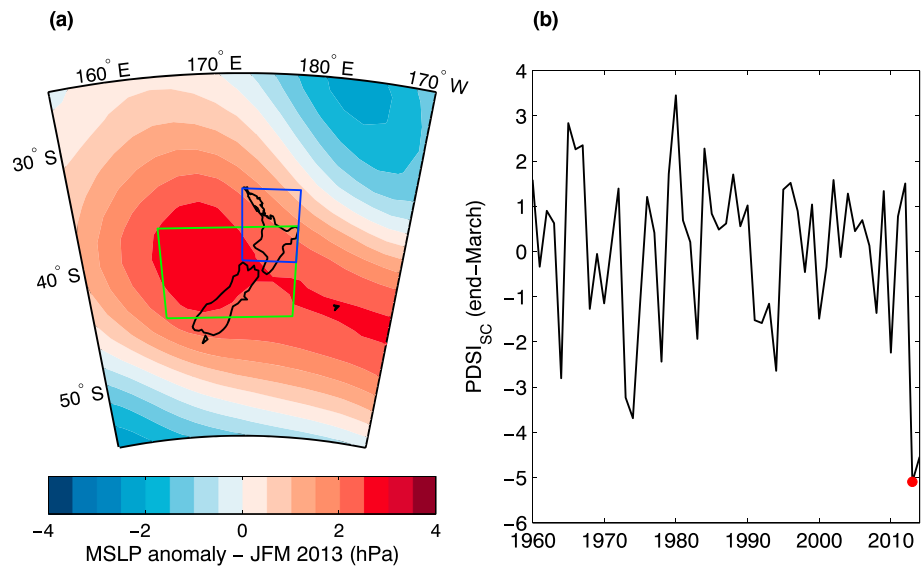 (a)
160° E
170° E
180° E
170° W
30° S
40° S
50° S
−4
−2
0
2
4
MSLP anomaly − JFM 2013 (hPa)
(b)
4
3
2
1
0
−1
−2
−3
−4
−5
−6
PDSI_SC (end−March)
1960
1970
1980
1990
2000
2010